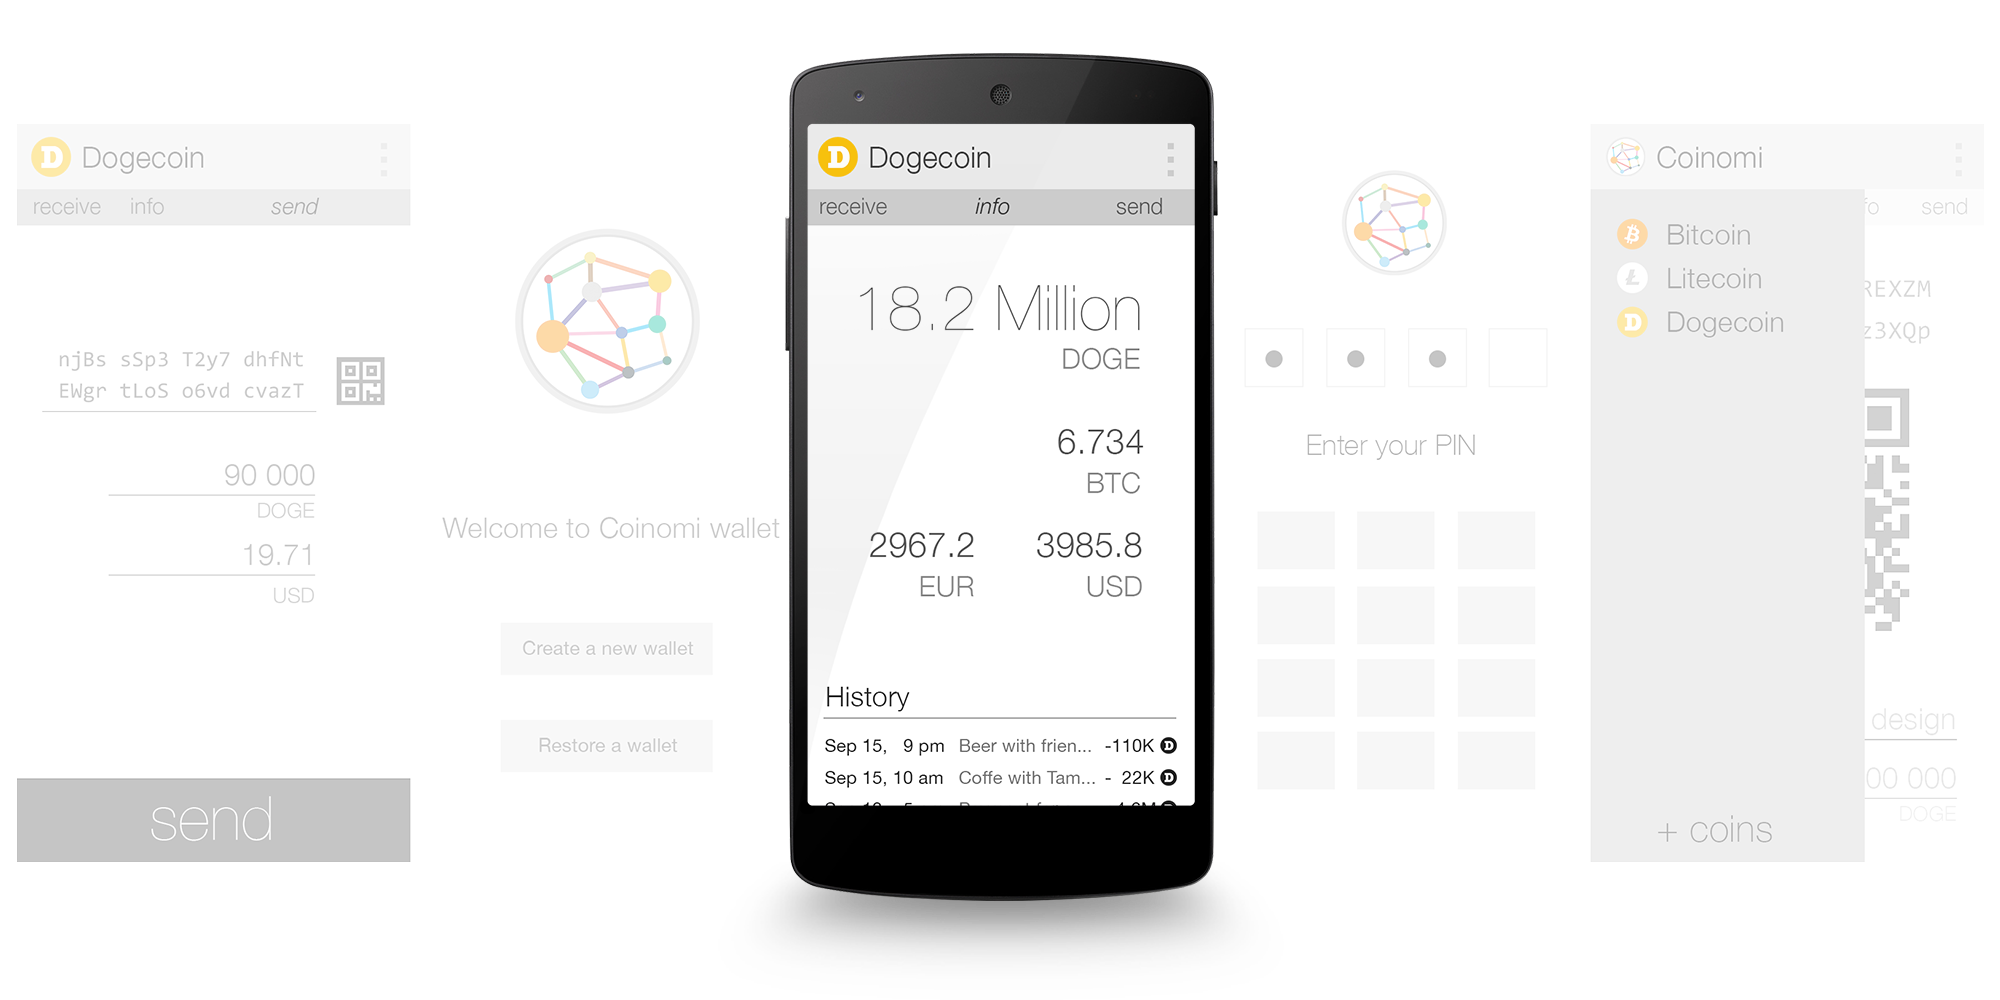 Dogecoin
receive info send
njBs sSp3 T2y7 dhfNt
EWgr tLoS o6vd cvazT
90 000
DOGE
19.71
USD
send
Welcome to Coinomi wallet
Create a new wallet
Restore a wallet
Dogecoin
receive info send
18.2 Million
DOGE
6.734
BTC
2967.2 3985.8
EUR USD
History
Sep 15, 9 pm Beer with frien... -110K
Sep 15, 10 am Coffe with Tam... - 22K
Enter your PIN
Coinomi
fo send
Bitcoin
Litecoin
Dogecoin
REXZM
z3XQp
design
00 000
DOGE
+ coins